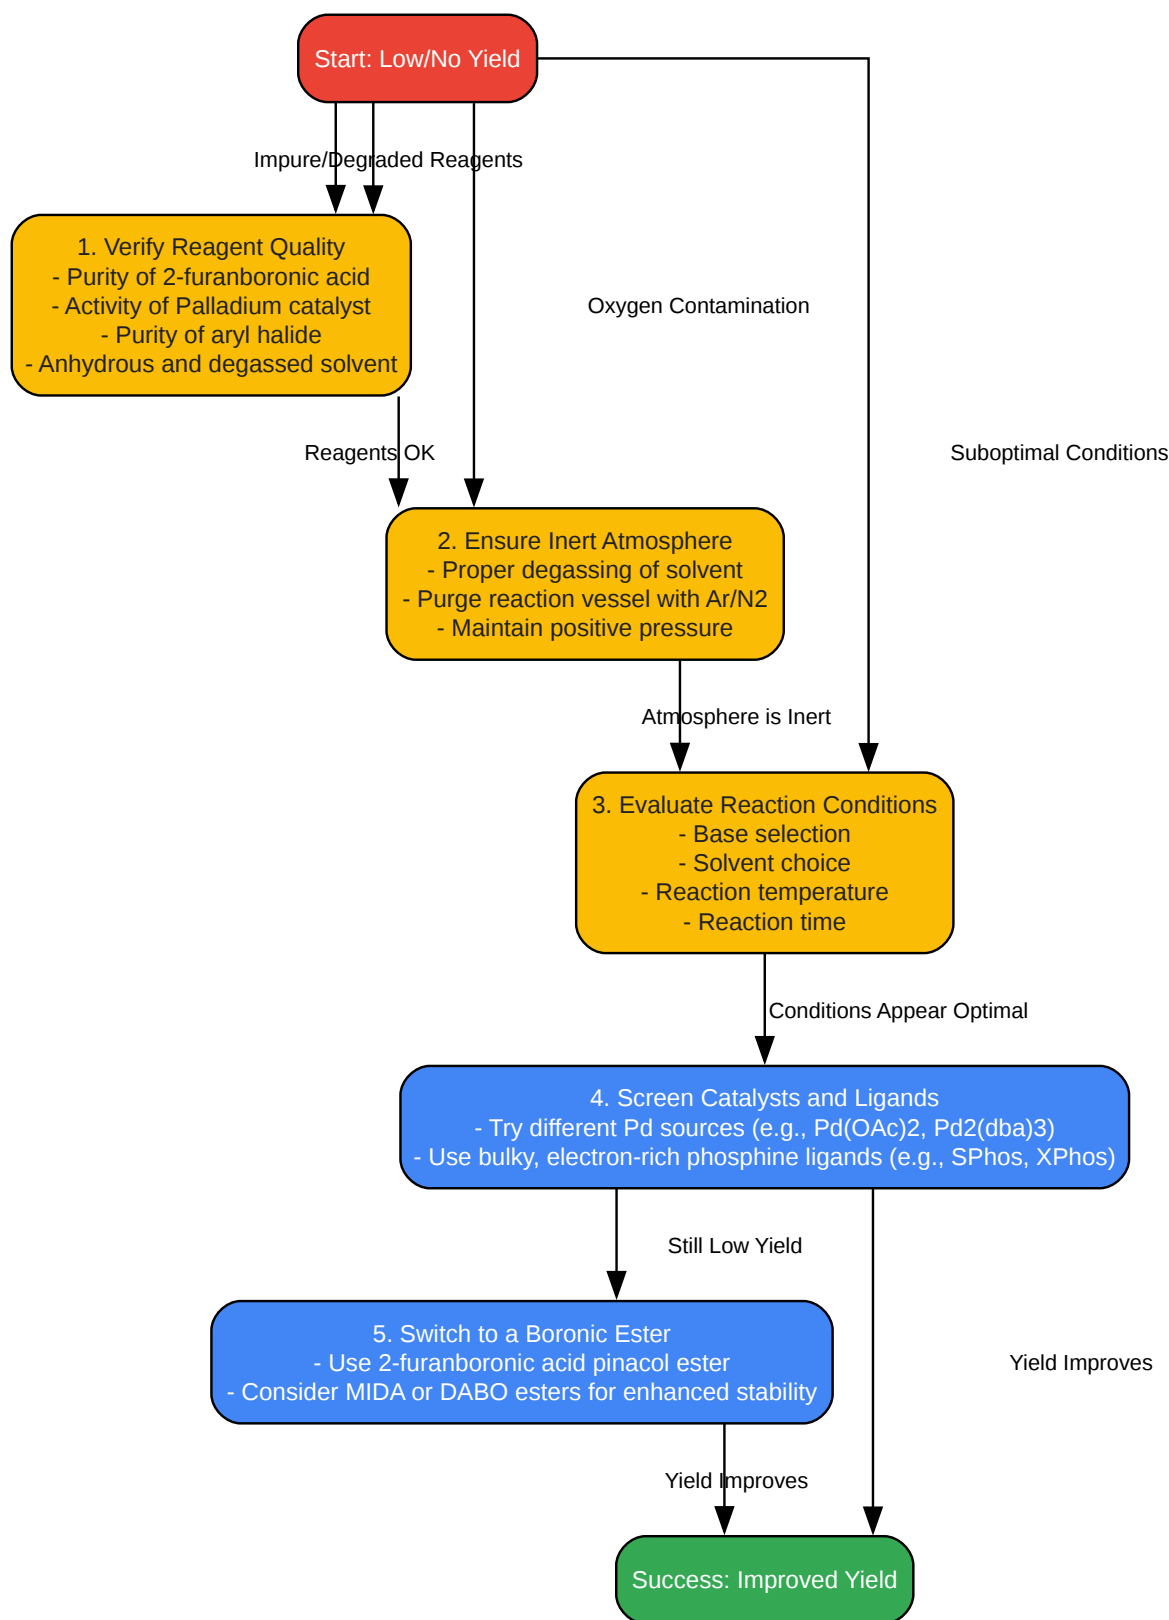 Start: Low/No Yield
Impure/Degraded Reagents
1. Verify Reagent Quality
- Purity of 2-furanboronic acid
- Activity of Palladium catalyst
- Purity of aryl halide
- Anhydrous and degassed solvent
Oxygen Contamination
Reagents OK
Suboptimal Conditions
2. Ensure Inert Atmosphere
- Proper degassing of solvent
- Purge reaction vessel with Ar/N2
- Maintain positive pressure
Atmosphere is Inert
3. Evaluate Reaction Conditions
- Base selection
- Solvent choice
- Reaction temperature
- Reaction time
Conditions Appear Optimal
4. Screen Catalysts and Ligands
- Try different Pd sources (e.g., Pd(OAc)2, Pd2(dba)3)
- Use bulky, electron-rich phosphine ligands (e.g., SPhos, XPhos)
Still Low Yield
5. Switch to a Boronic Ester
- Use 2-furanboronic acid pinacol ester
- Consider MIDA or DABO esters for enhanced stability
Yield Improves
Yield Improves
Success: Improved Yield